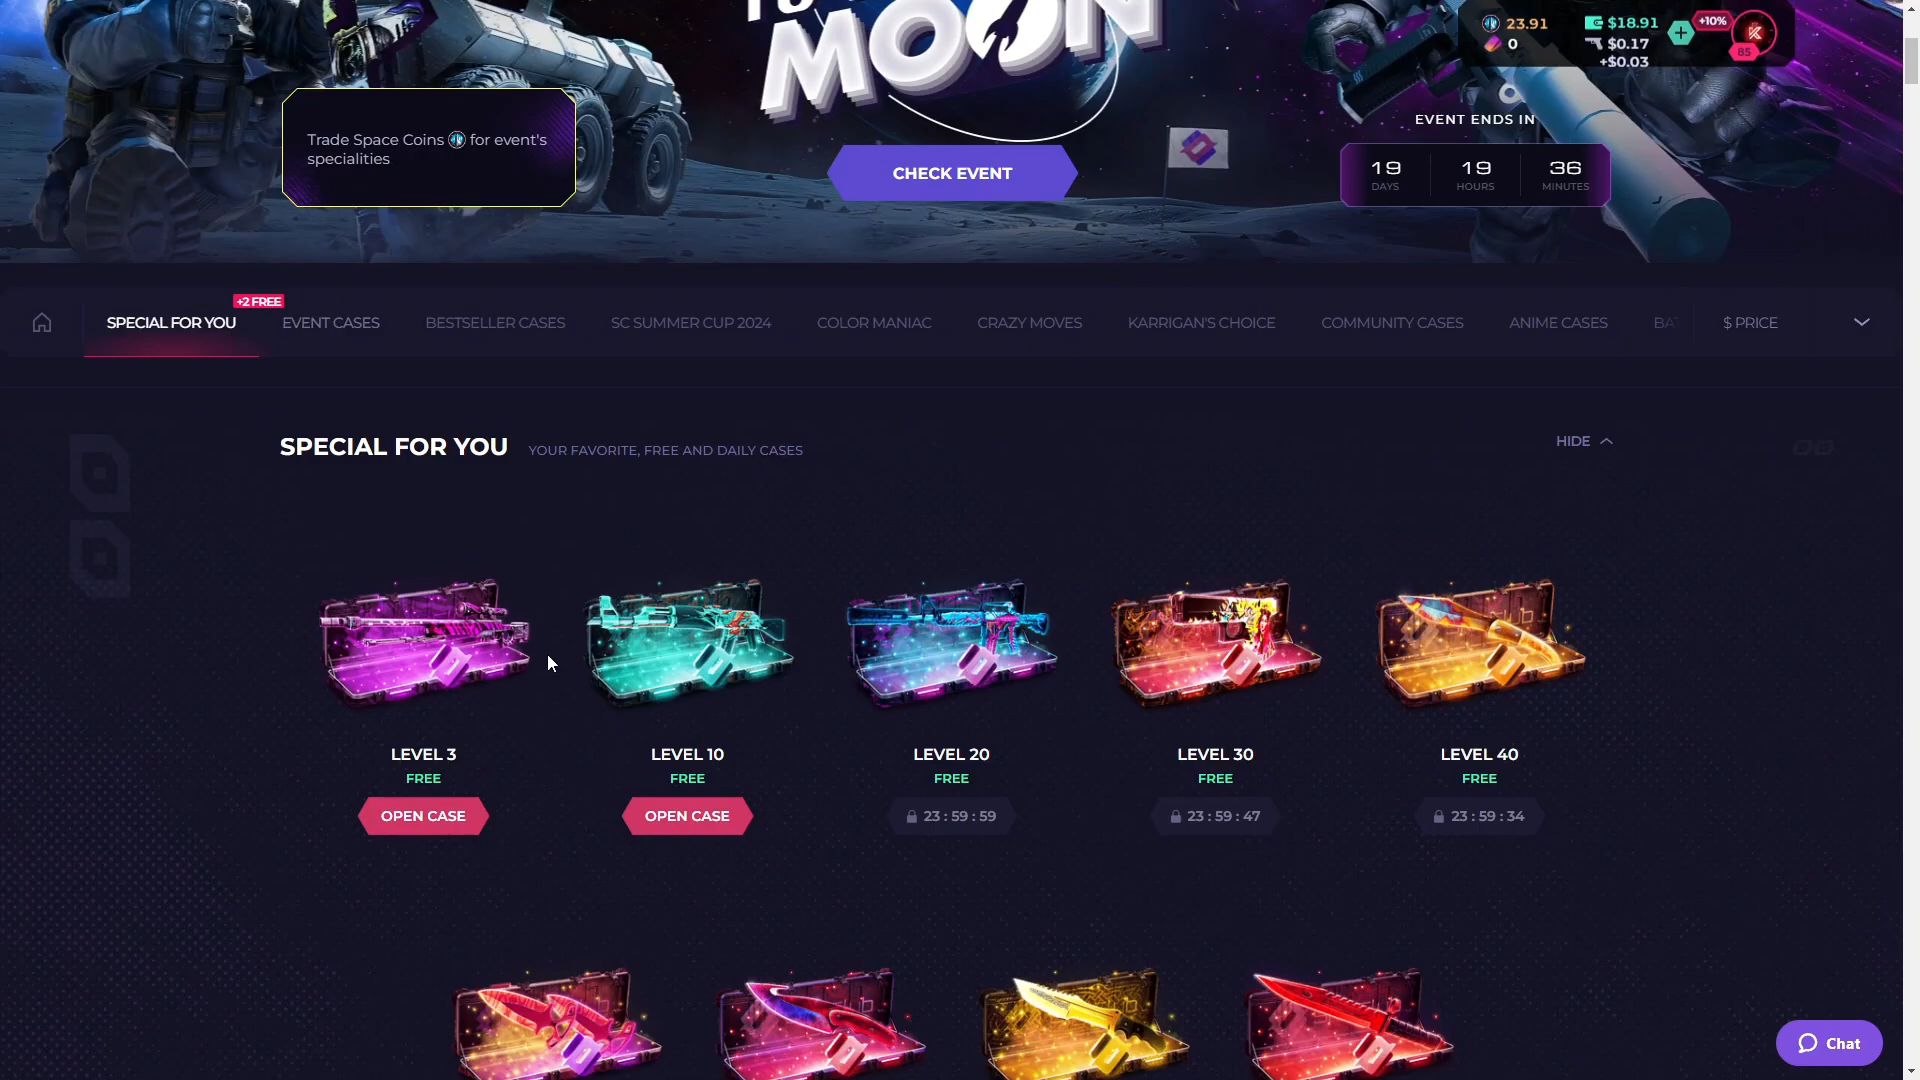 MOON
23.91
$18.91
+10%
0
$0.17
85
+$0.03
Trade Space Coins for event's
specialities
CHECK EVENT
EVENT ENDS IN
19
19
36
DAYS
HOURS
MINUTES
+2 FREE
SPECIAL FOR YOU
EVENT CASES
BESTSELLER CASES
SC SUMMER CUP 2024
COLOR MANIAC
CRAZY MOVES
KARRIGAN'S CHOICE
COMMUNITY CASES
ANIME CASES
$ PRICE
SPECIAL FOR YOU
YOUR FAVORITE, FREE AND DAILY CASES
HIDE
LEVEL 3
LEVEL 10
LEVEL 20
LEVEL 30
LEVEL 40
FREE
FREE
FREE
FREE
FREE
OPEN CASE
OPEN CASE
23 : 59 : 59
23 : 59 : 47
23 : 59 : 34
Chat